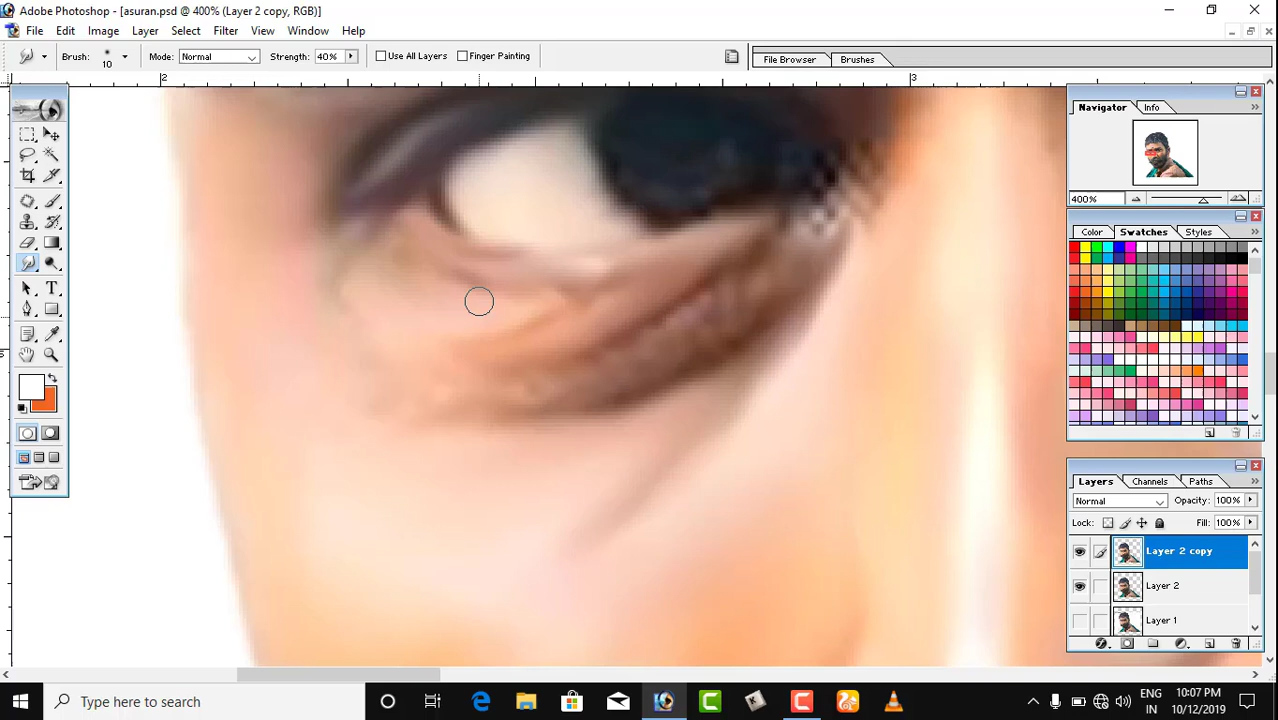 Adobe Photoshop - [asuran.psd @ 400% (Layer 2 copy, RGB)]
File Edit Image Layer Select Filter View Window Help
Brush: 10 Mode: Normal Strength: 40% Use All Layers Finger Painting File Browser Brushes
2 3
Navigator Info
400%
Color Swatches Styles
Layers Channels Paths
Normal Opacity: 100%
Lock: Fill: 100%
Layer 2 copy
Layer 2
Layer 1
Type here to search
ENG 10:07 PM
IN 10/12/2019